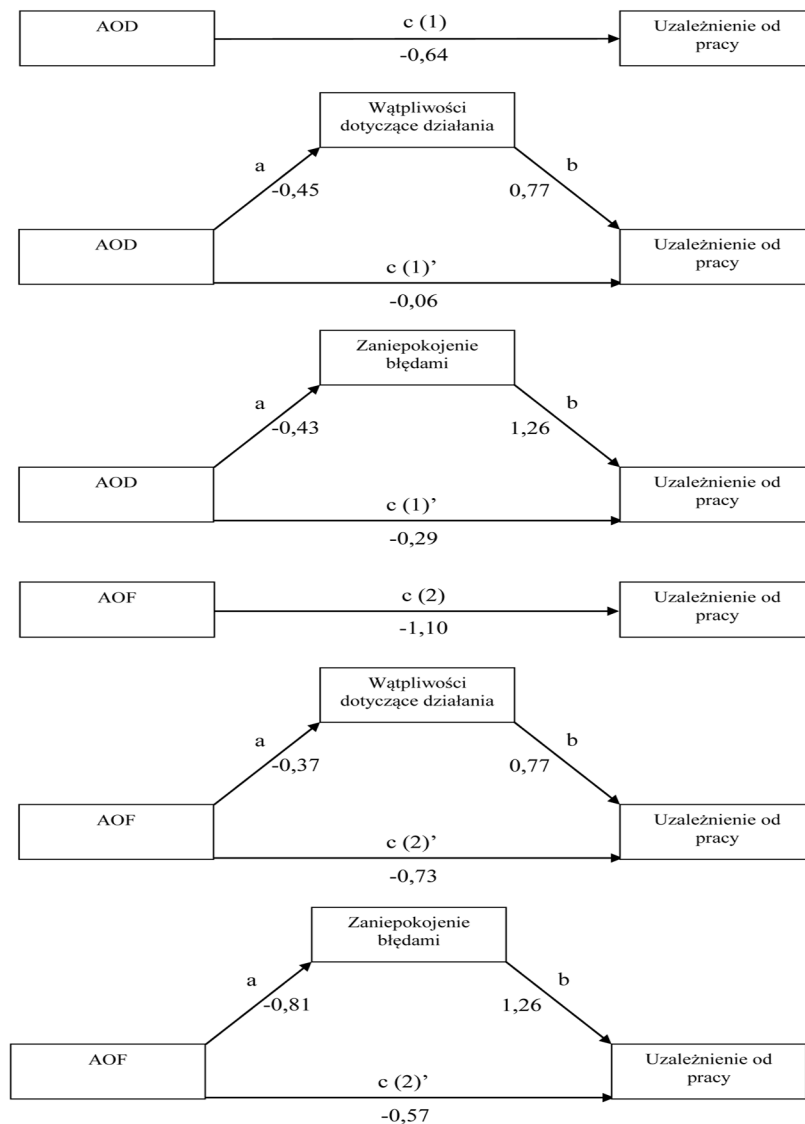 AOD
c (1)
-0,64
Uzależnienie od
pracy
Wątpliwości
dotyczące działania
a
-0,45
b
0,77
AOD
c (1)’
-0,06
Uzależnienie od
pracy
Zaniepokojenie
błędami
a
-0,43
b
1,26
AOD
c (1)’
-0,29
Uzależnienie od
pracy
AOF
c (2)
-1,10
Uzależnienie od
pracy
Wątpliwości
dotyczące działania
a
-0,37
b
0,77
AOF
c (2)’
-0,73
Uzależnienie od
pracy
Zaniepokojenie
błędami
a
-0,81
b
1,26
AOF
c (2)’
-0,57
Uzależnienie od
pracy